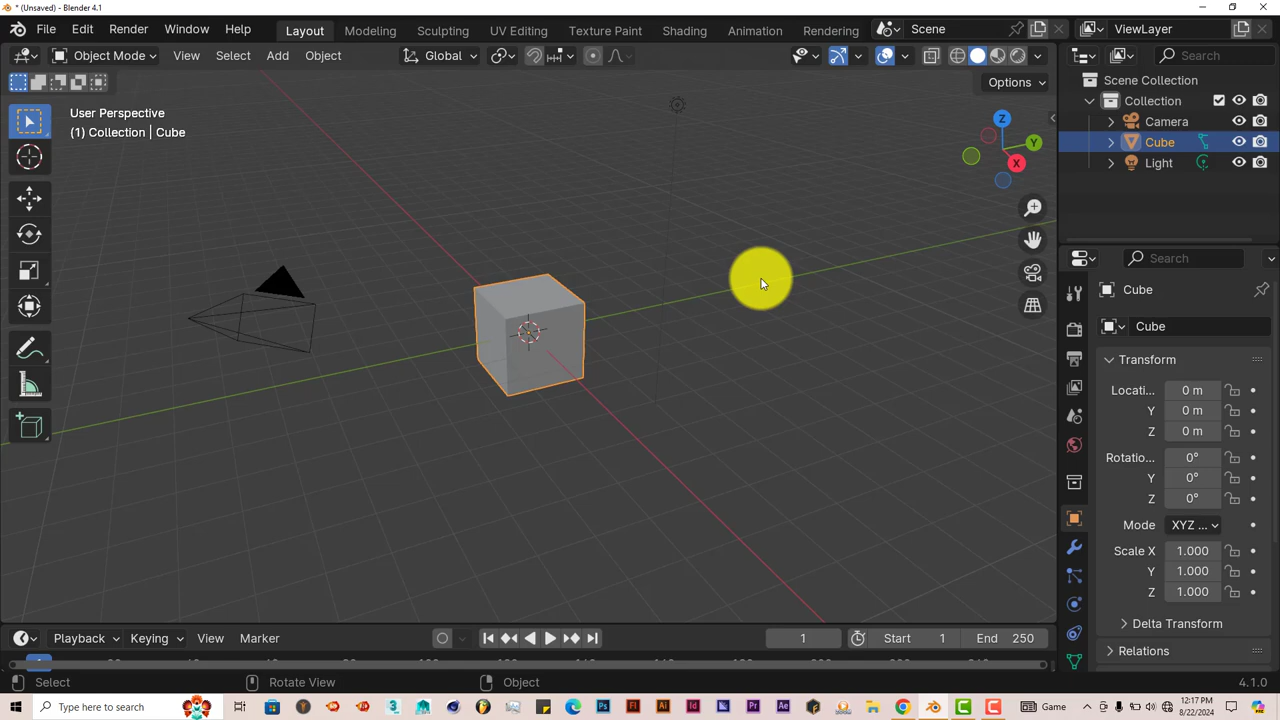 * (Unsaved) - Blender 4.1
File Edit Render Window Help Layout Modeling Sculpting UV Editing Texture Paint Shading Animation Rendering Scene ViewLayer
Object Mode View Select Add Object Global Search
Options
User Perspective
(1) Collection | Cube
Scene Collection
Collection
Camera
Cube
Light
Z
Y
X
Search
Cube
Cube
Transform
Locati... 0 m
Y 0 m
Z 0 m
Rotatio... 0°
Y 0°
Z 0°
Mode XYZ ...
Scale X 1.000
Y 1.000
Z 1.000
Delta Transform
Relations
Playback Keying View Marker 1 Start 1 End 250
Select Rotate View Object 4.1.0
Type here to search Game 12:17 PM
8/22/2024